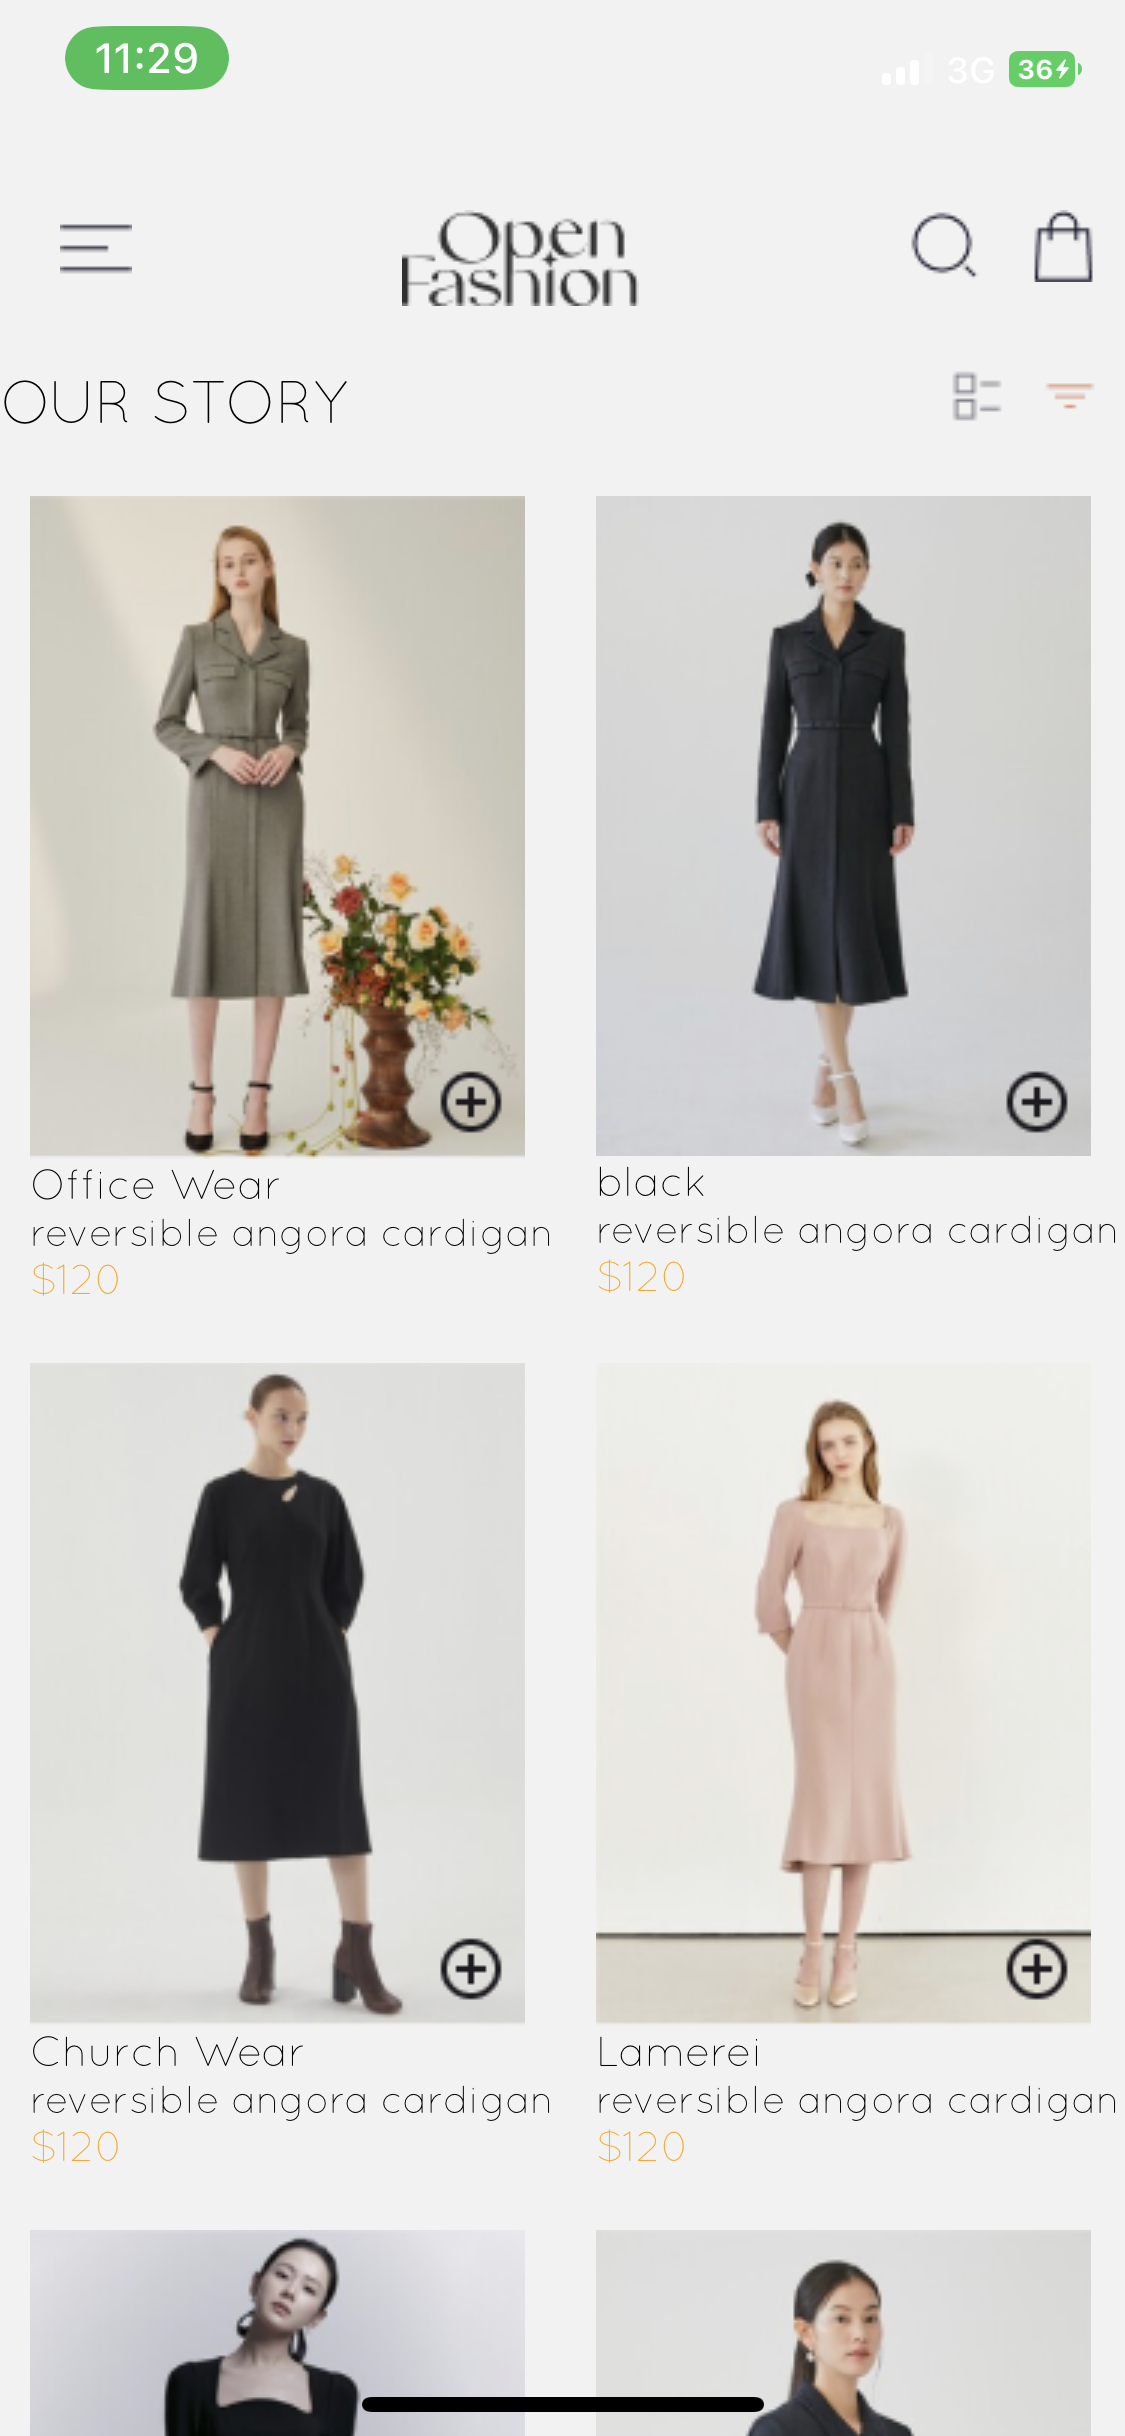 11:29
3G 36
Open
Fashion
OUR STORY
Office Wear
reversible angora cardigan
$120
black
reversible angora cardigan
$120
Church Wear
reversible angora cardigan
$120
Lamerei
reversible angora cardigan
$120